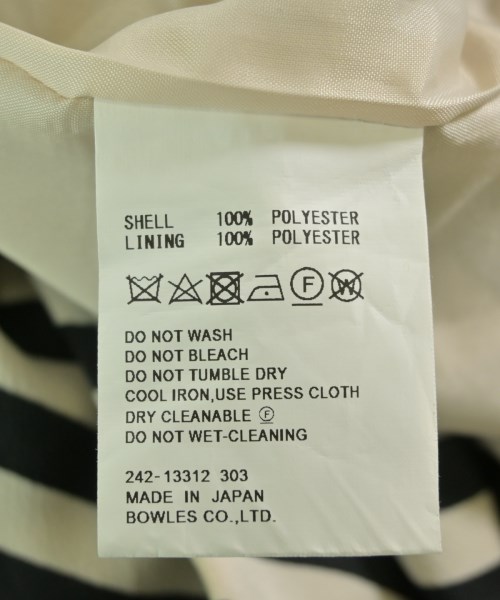 SHELL 100% POLYESTER
LINING 100% POLYESTER
F W
DO NOT WASH
DO NOT BLEACH
DO NOT TUMBLE DRY
COOL IRON,USE PRESS CLOTH
DRY CLEANABLE Ⓕ
DO NOT WET-CLEANING
242-13312 303
MADE IN JAPAN
BOWLES CO.,LTD.